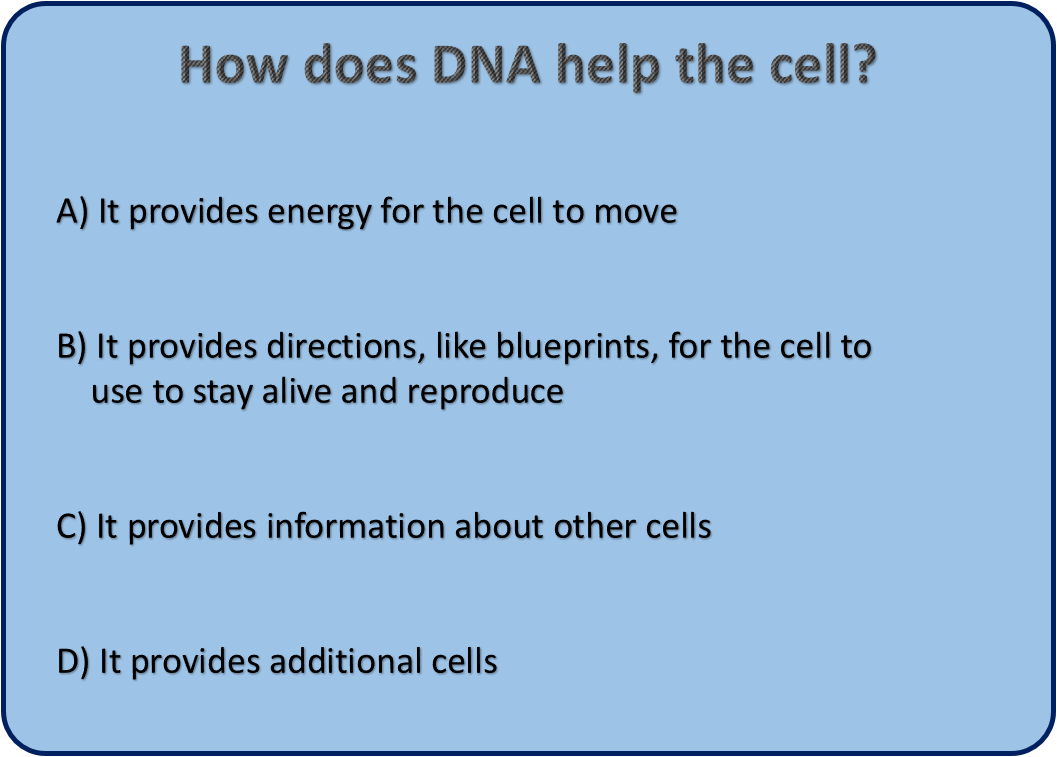 How does DNA help the cell?
A) It provides energy for the cell to move
B) It provides directions, like blueprints, for the cell to
use to stay alive and reproduce
C) It provides information about other cells
D) It provides additional cells